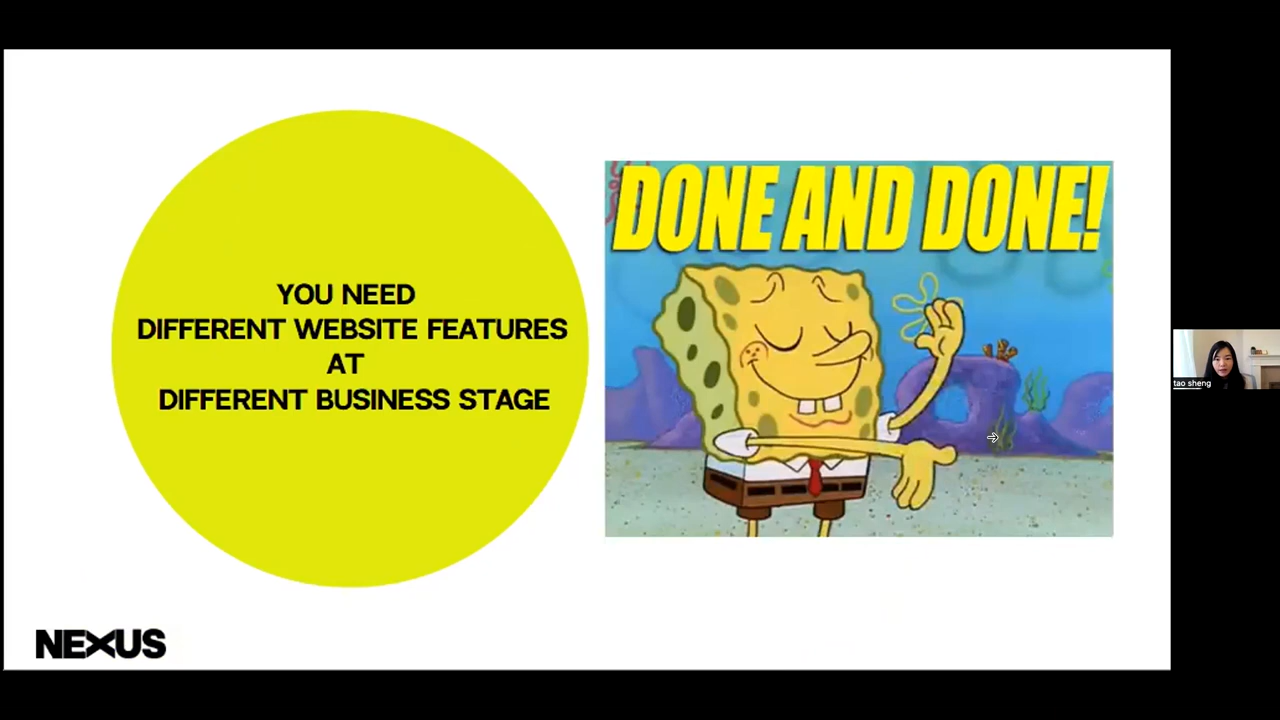 YOU NEED
DIFFERENT WEBSITE FEATURES
AT
DIFFERENT BUSINESS STAGE
DONE AND DONE!
tao sheng
NEXUS